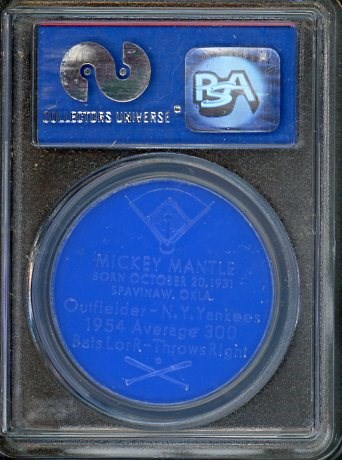 PSA
COLLECTORS UNIVERSE
MICKEY MANTLE
BORN OCTOBER 20,1931
SPAVINAW, OKLA.
Outfielder-N.Y. Yankees
1954 Average 300
Bats L or R-Throws Right